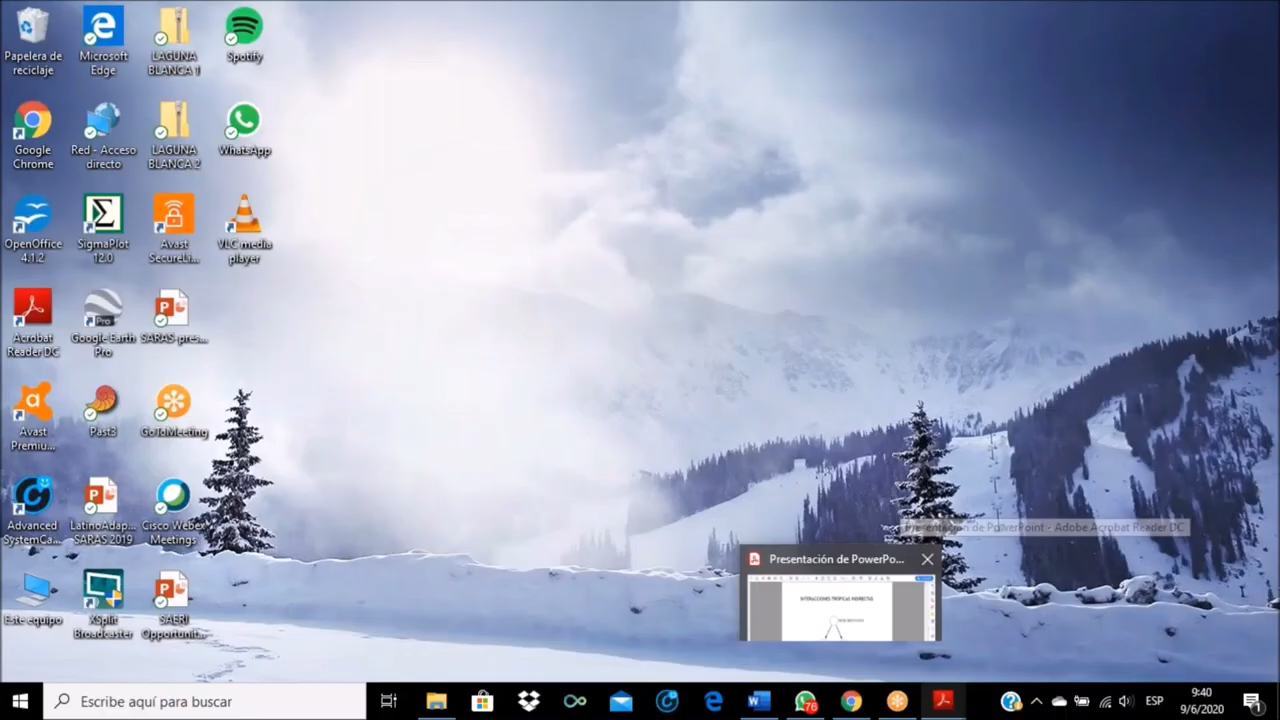 Papelera de
reciclaje
Microsoft
Edge
LAGUNA
BLANCA 1
Spotify
Google
Chrome
Red - Acceso
directo
LAGUNA
BLANCA 2
WhatsApp
OpenOffice
4.1.2
SigmaPlot
12.0
Avast
SecureLi...
VLC media
player
Acrobat
Reader DC
Pro
Google Earth
Pro
SARAS-pres...
Avast
Premiu...
Past3
GoToMeeting
Advanced
SystemCa...
LatinoAdap...
SARAS 2019
Cisco Webex
Meetings
Este equipo
XSplit
Broadcaster
SAERI
Opportunit...
Presentación de PowerPoint - Adobe Acrobat Reader DC
Presentación de PowerPo...
INTERACCIONES TRÓFICAS INDIRECTAS
Escribe aquí para buscar
76
ESP
9:40
9/6/2020
1